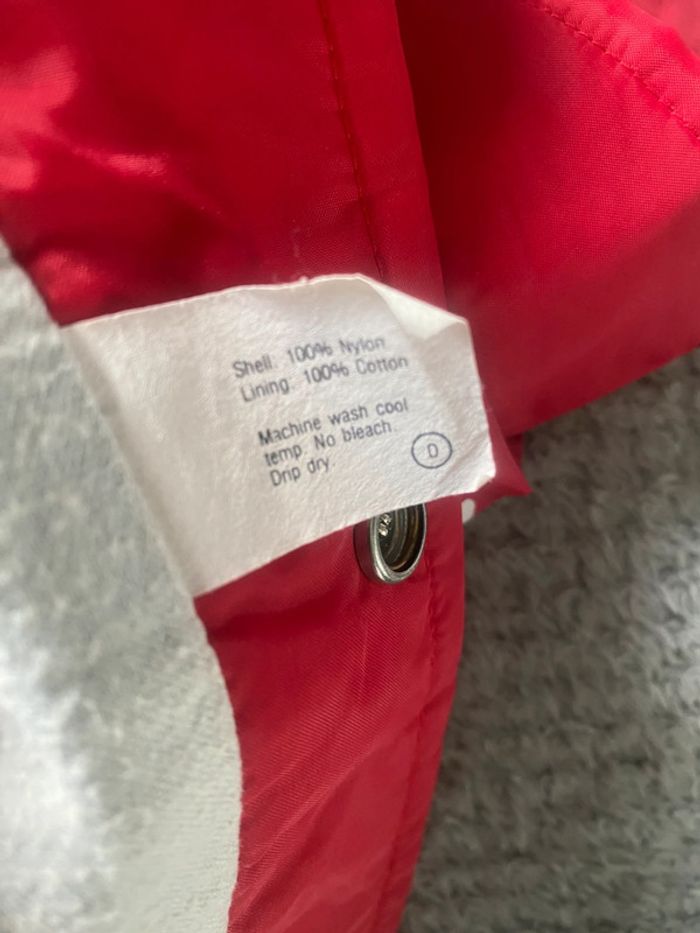 Shell: 100% Nylon
Lining: 100% Cotton
Machine wash cool
temp. No bleach.
Drip dry.
D